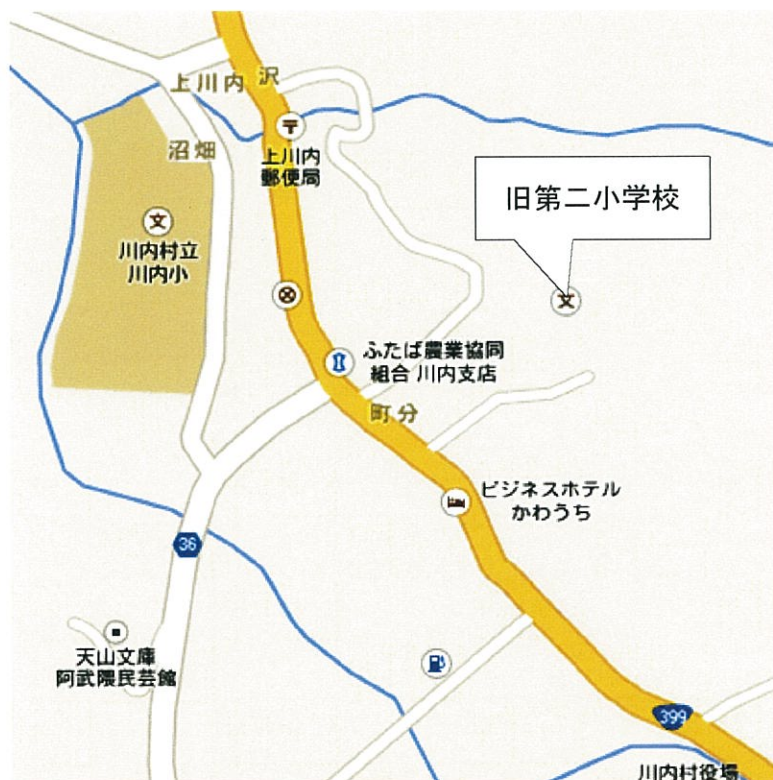 上川内 沢
〒
上川内
郵便局
沼畑
旧第二小学校
文
川内村立
川内小
文
ふたば農業協同
組合 川内支店
町分
ビジネスホテル
かわうち
36
天山文庫
阿武隈民芸館
399
川内村役場